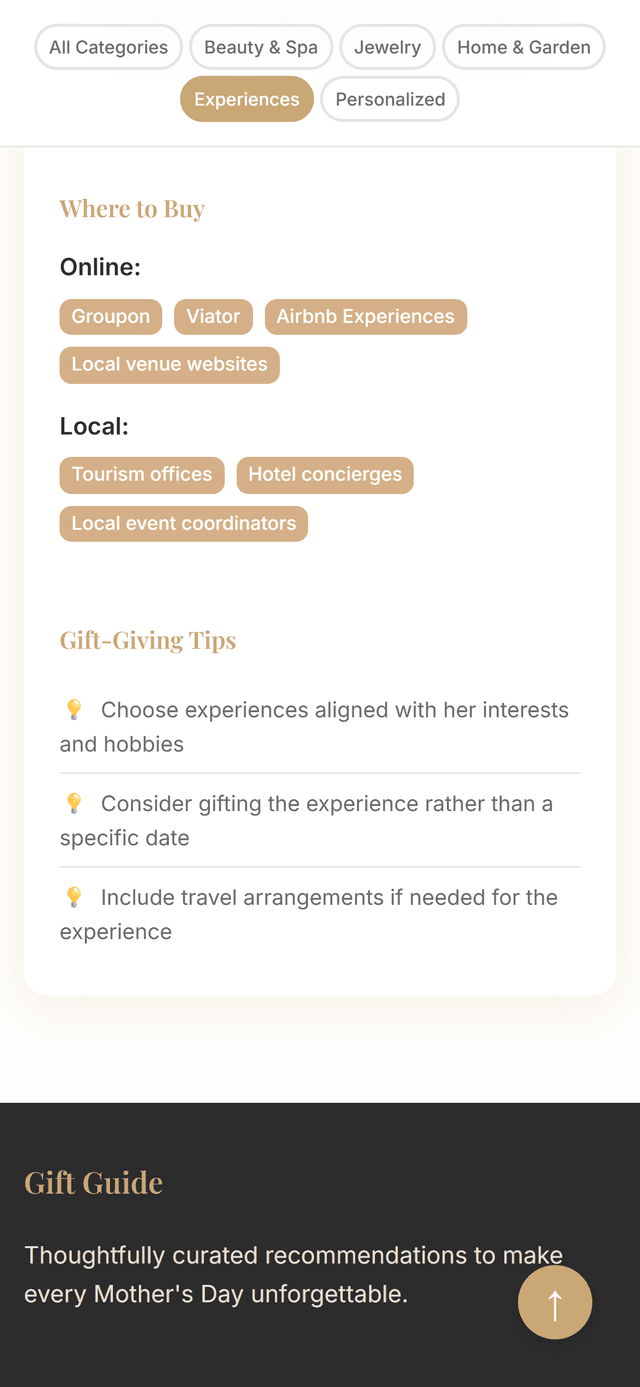 All Categories Beauty & Spa Jewelry Home & Garden
Experiences Personalized
Where to Buy
Online:
Groupon Viator Airbnb Experiences
Local venue websites
Local:
Tourism offices Hotel concierges
Local event coordinators
Gift-Giving Tips
💡 Choose experiences aligned with her interests
and hobbies
💡 Consider gifting the experience rather than a
specific date
💡 Include travel arrangements if needed for the
experience
Gift Guide
Thoughtfully curated recommendations to make
every Mother's Day unforgettable.
↑